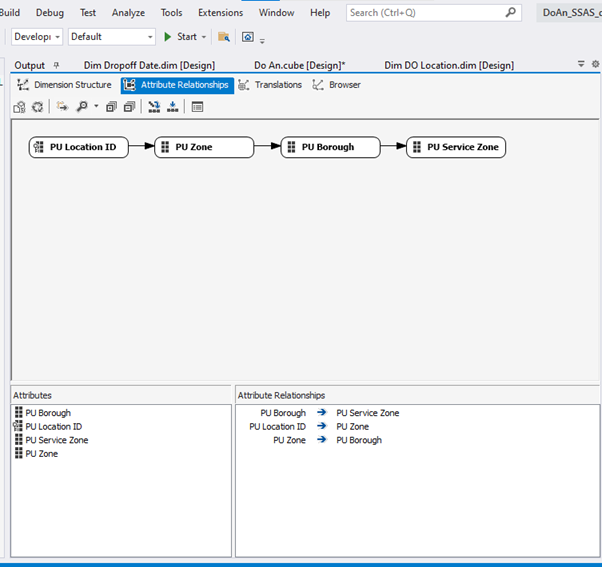 Build Debug Test Analyze Tools Extensions Window Help Search (Ctrl+Q) DoAn_SSAS_
Develop Default Start
Output Dim Dropoff Date.dim [Design] Do An.cube [Design]* Dim DO Location.dim [Design]
Dimension Structure Attribute Relationships Translations Browser
PU Location ID PU Zone PU Borough PU Service Zone
Attributes Attribute Relationships
PU Borough PU Borough PU Service Zone
PU Location ID PU Location ID PU Zone
PU Service Zone PU Zone PU Borough
PU Zone